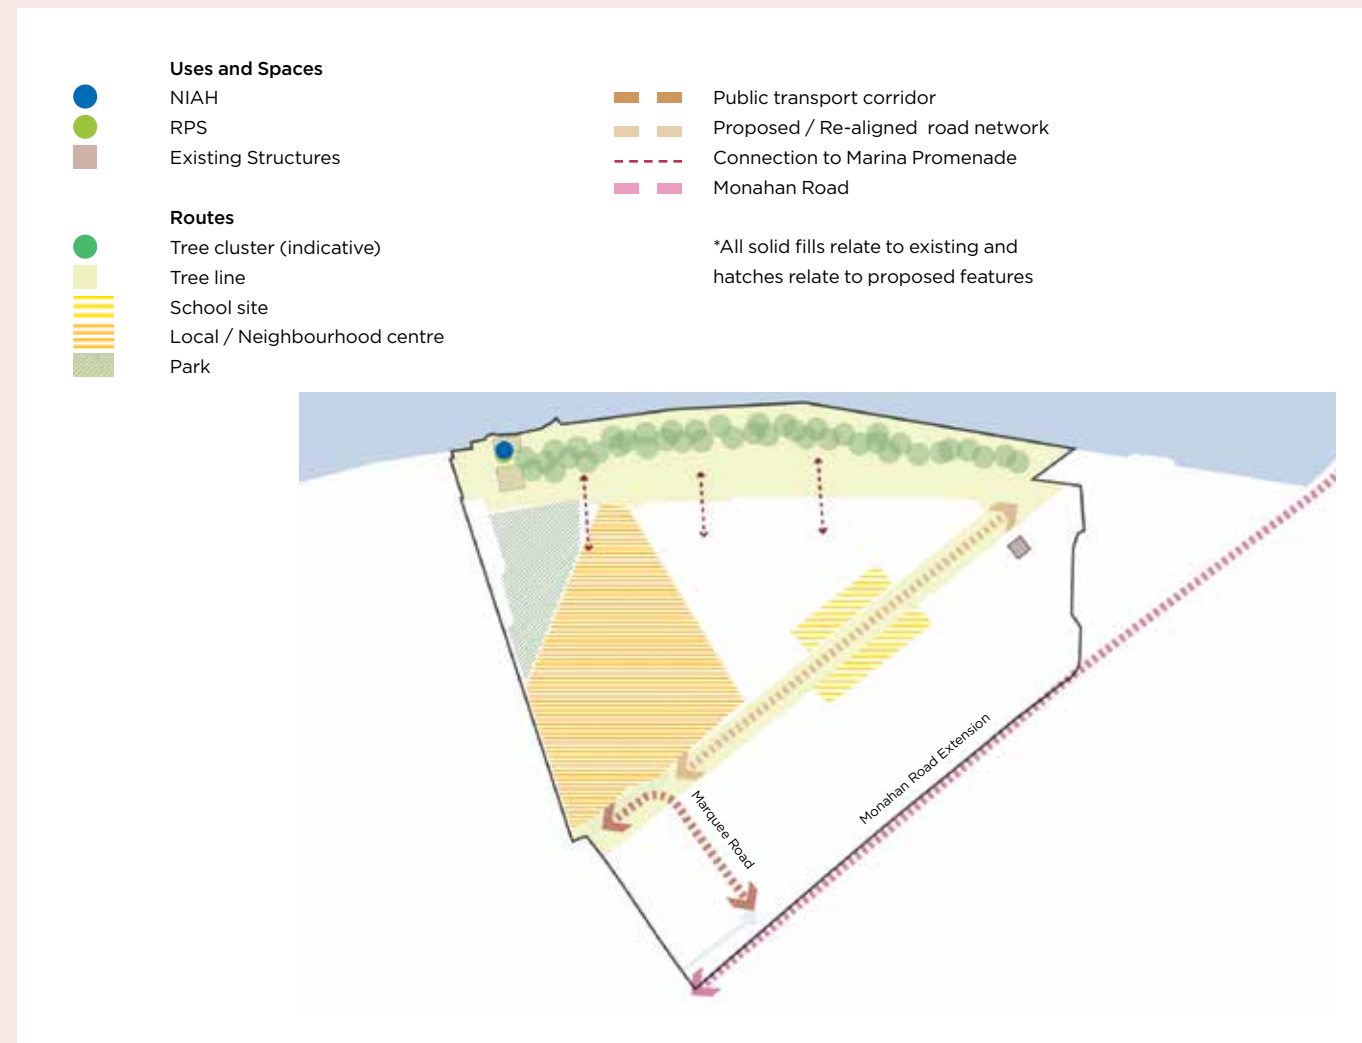 Uses and Spaces
NIAH
RPS
Existing Structures
Routes
Tree cluster (indicative)
Tree line
School site
Local / Neighbourhood centre
Park
Public transport corridor
Proposed / Re-aligned road network
Connection to Marina Promenade
Monahan Road
*All solid fills relate to existing and
hatches relate to proposed features
Marquee Road
Monahan Road Extension